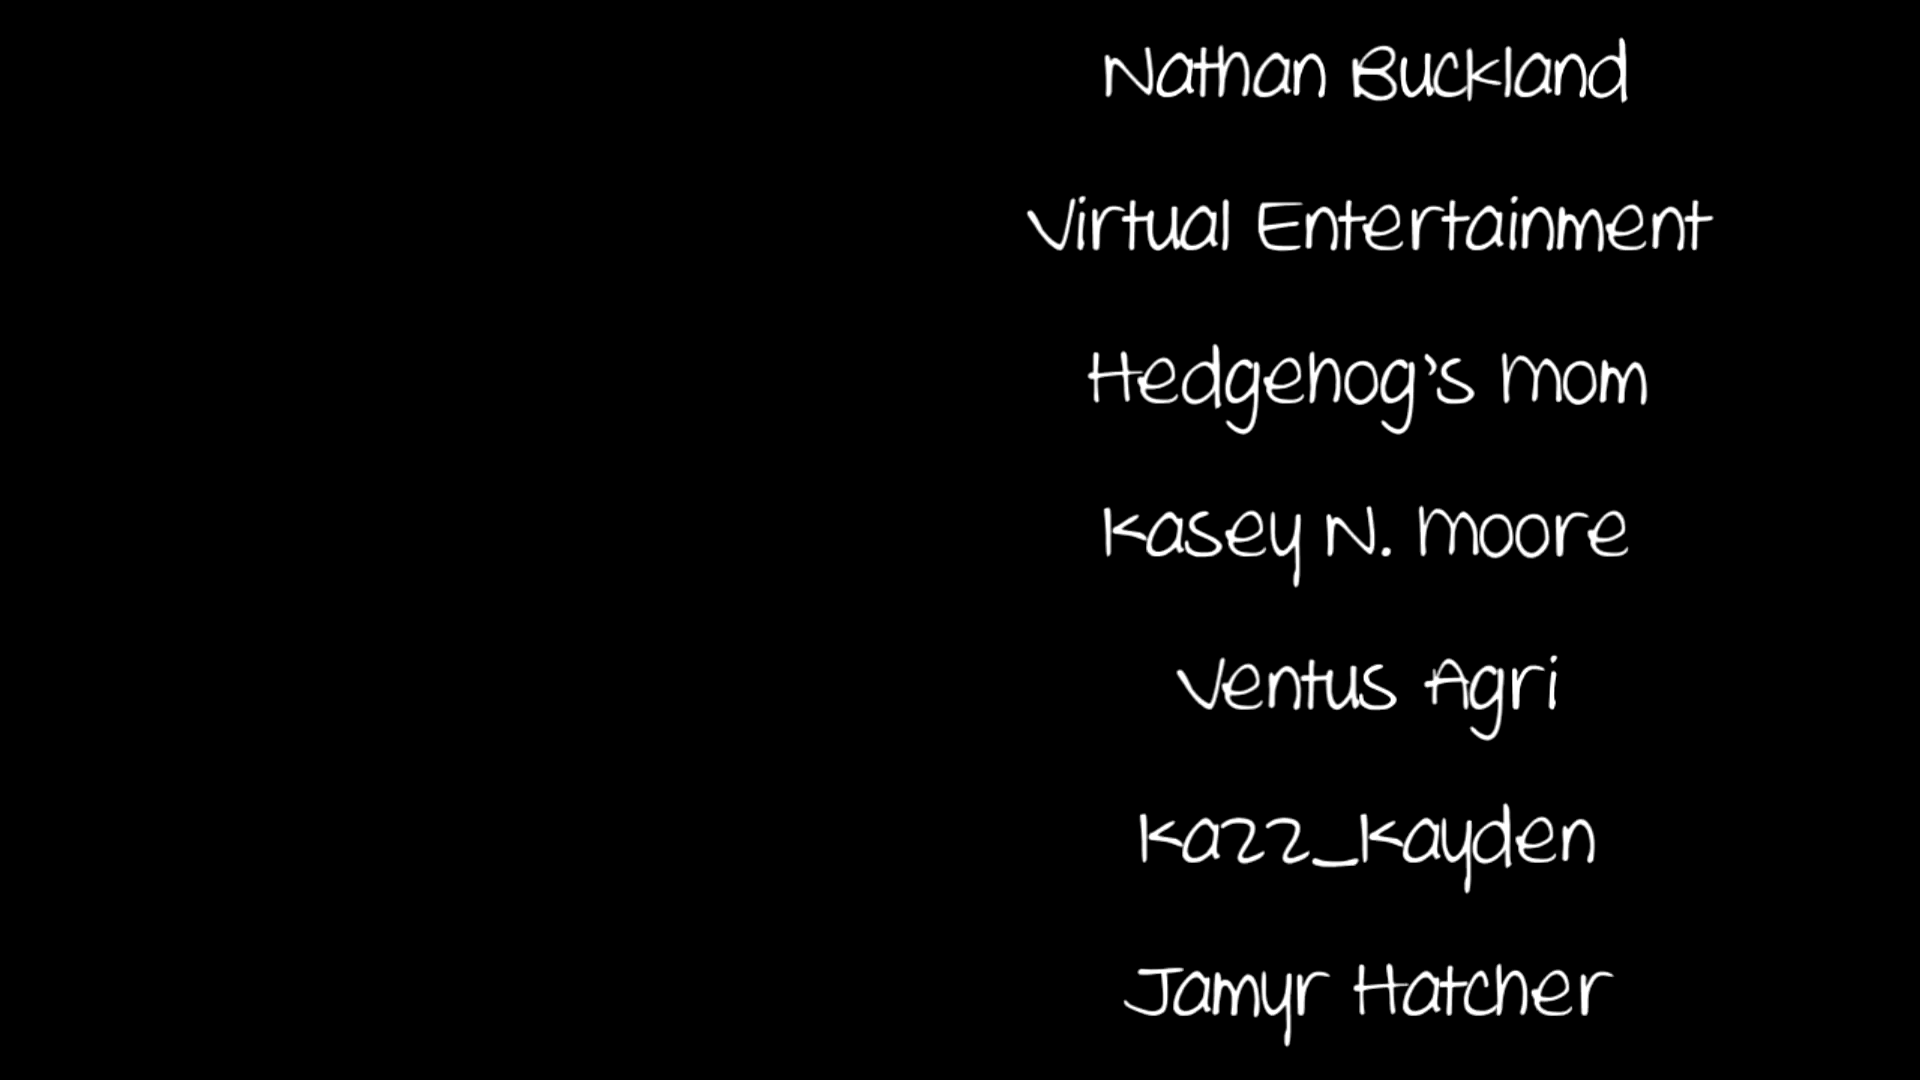 Nathan Buckland
Virtual Entertainment
Hedgehog's Mom
Kasey N. Moore
Ventus Agri
Kazz_Kayden
Jamyr Hatcher